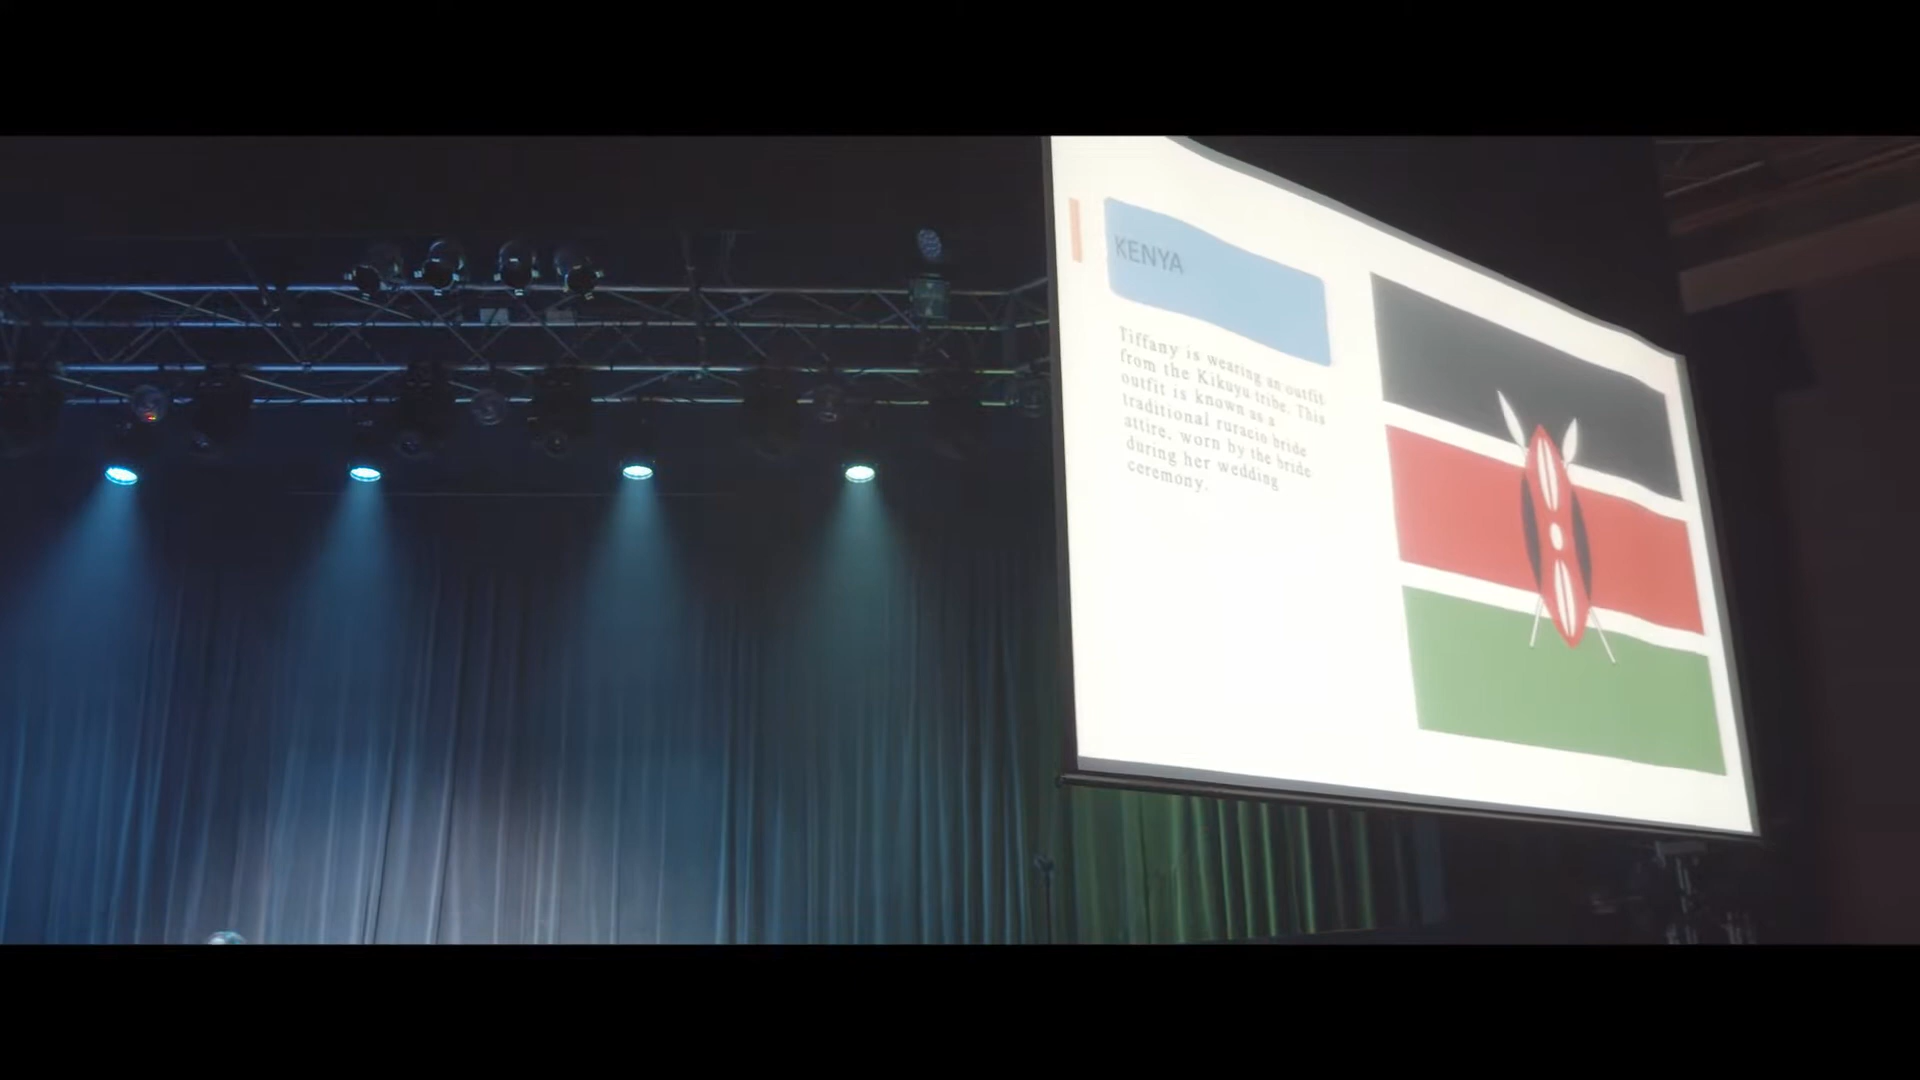 KENYA
Tiffany is wearing an outfit
from the Kikuyu tribe. This
outfit is known as a
traditional ruracio bride
attire, worn by the bride
during her wedding
ceremony.